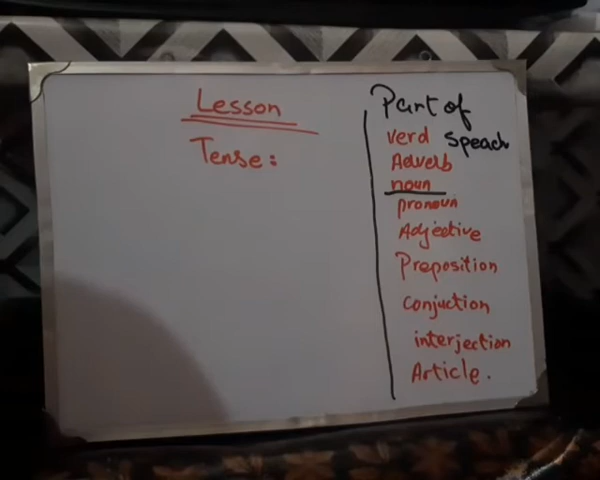 Lesson
Tense:
Part of
Speach
verd
Adverb
noun
pronoun
Adjective
Preposition
conjuction
interjection
Article.